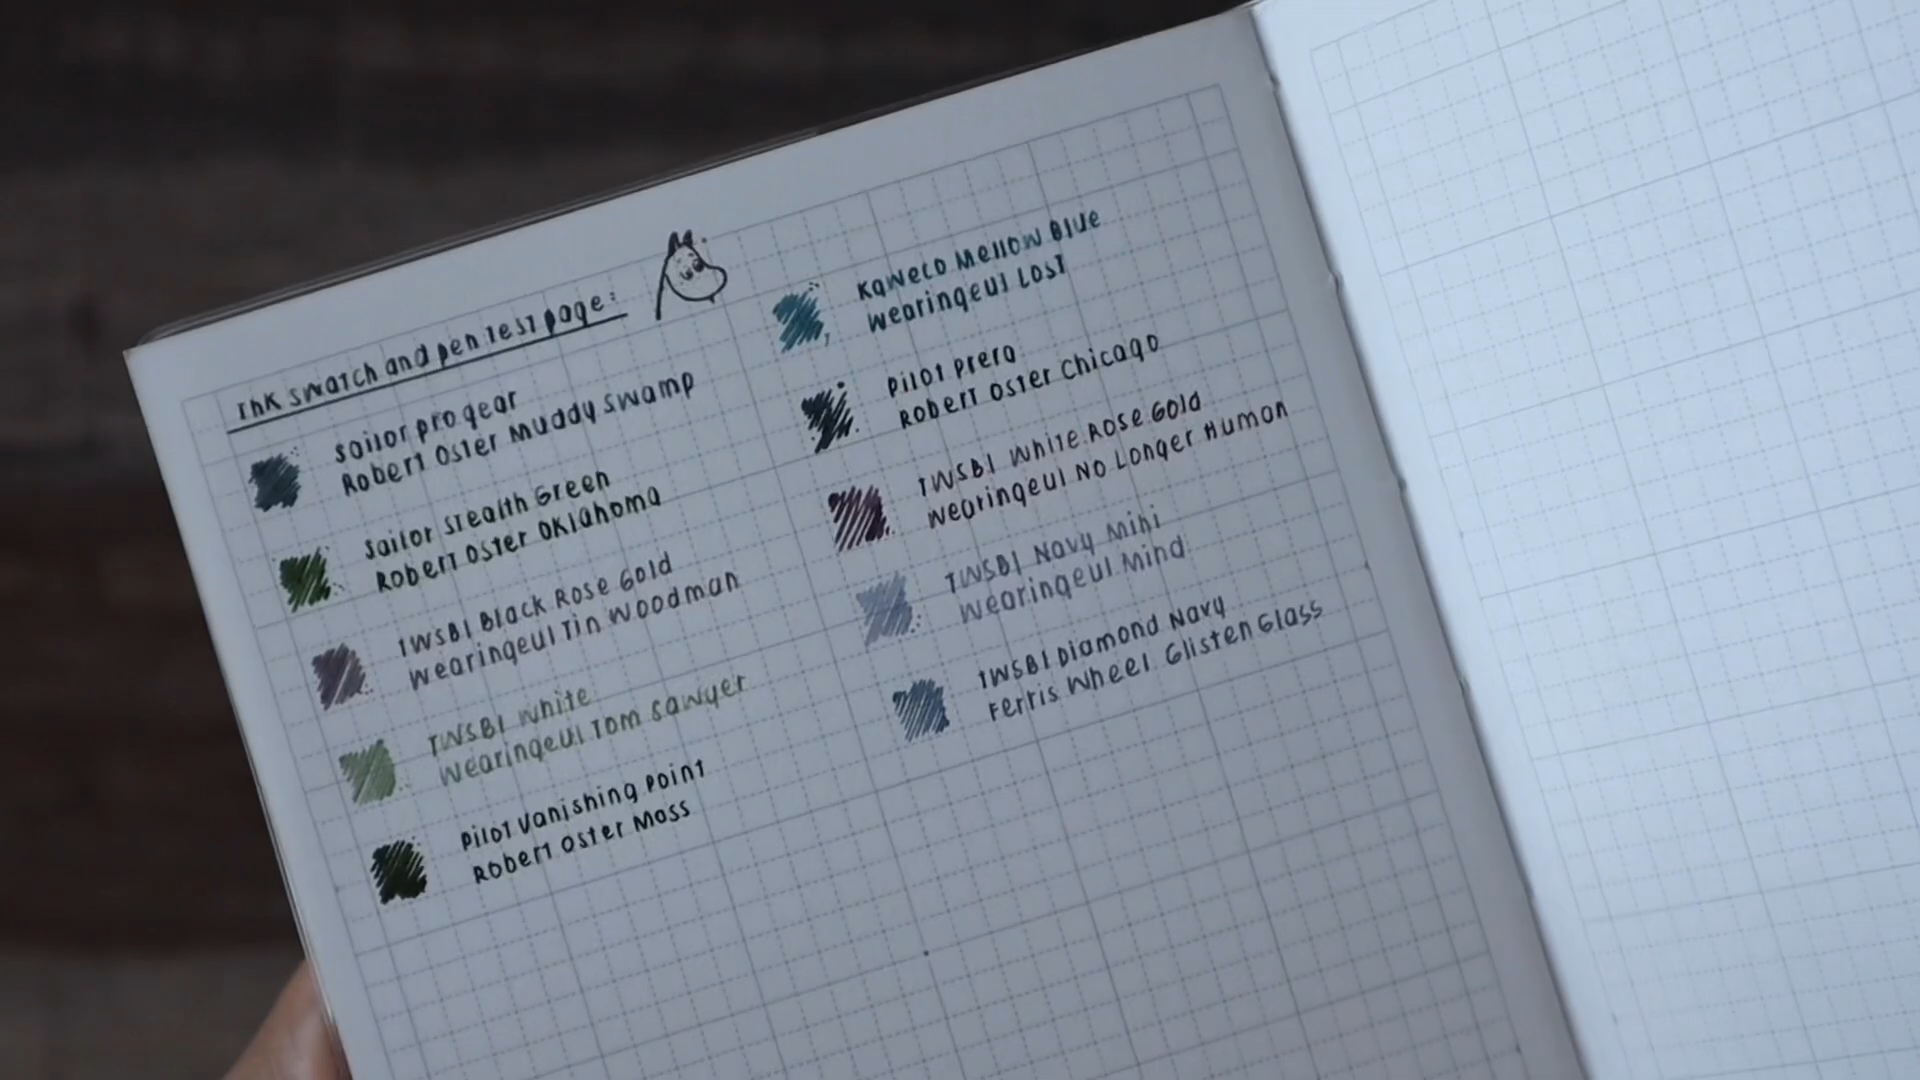 Ink swatch and pen test page:
Sailor pro gear
Robert Oster Muddy Swamp
Sailor Stealth Green
Robert Oster Oklahoma
TWSBI Black Rose Gold
Wearingeul Tin Woodman
TWSBI White
Wearingeul Tom Sawyer
Pilot Vanishing Point
Robert Oster Moss
Kaweco Mellow Blue
Wearingeul Lost
Pilot Prera
Robert Oster Chicago
TWSBI White Rose Gold
Wearingeul No Longer Human
TWSBI Navy Mini
Wearingeul Mind
TWSBI Diamond Navy
Ferris Wheel Glisten Glass